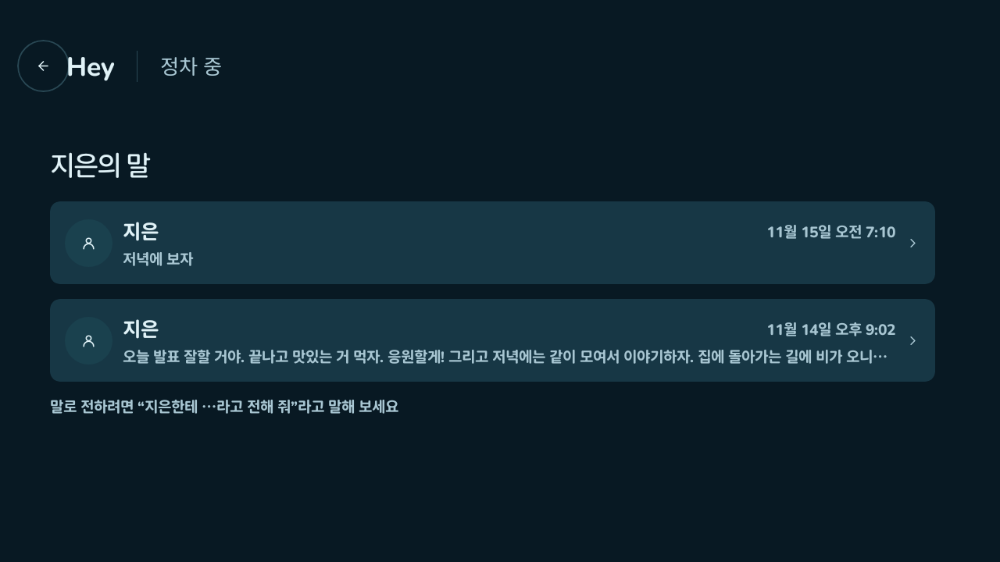 Hey
정차 중
지은의 말
지은
11월 15일 오전 7:10
저녁에 보자
지은
11월 14일 오후 9:02
오늘 발표 잘할 거야. 끝나고 맛있는 거 먹자. 응원할게! 그리고 저녁에는 같이 모여서 이야기하자. 집에 돌아가는 길에 비가 오니…
말로 전하려면 “지은한테 …라고 전해 줘”라고 말해 보세요